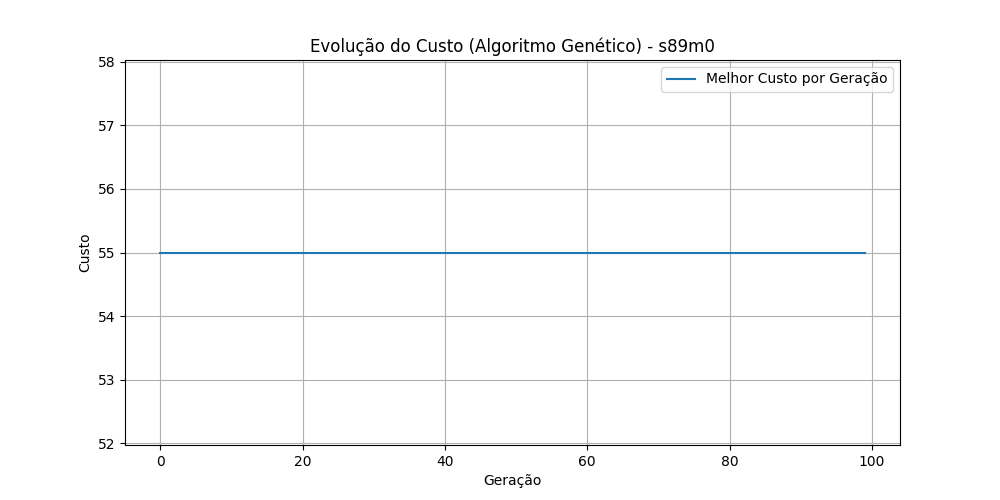 Evolução do Custo (Algoritmo Genético) - s89m0
Melhor Custo por Geração
58
57
56
55
54
53
52
Custo
0 20 40 60 80 100
Geração